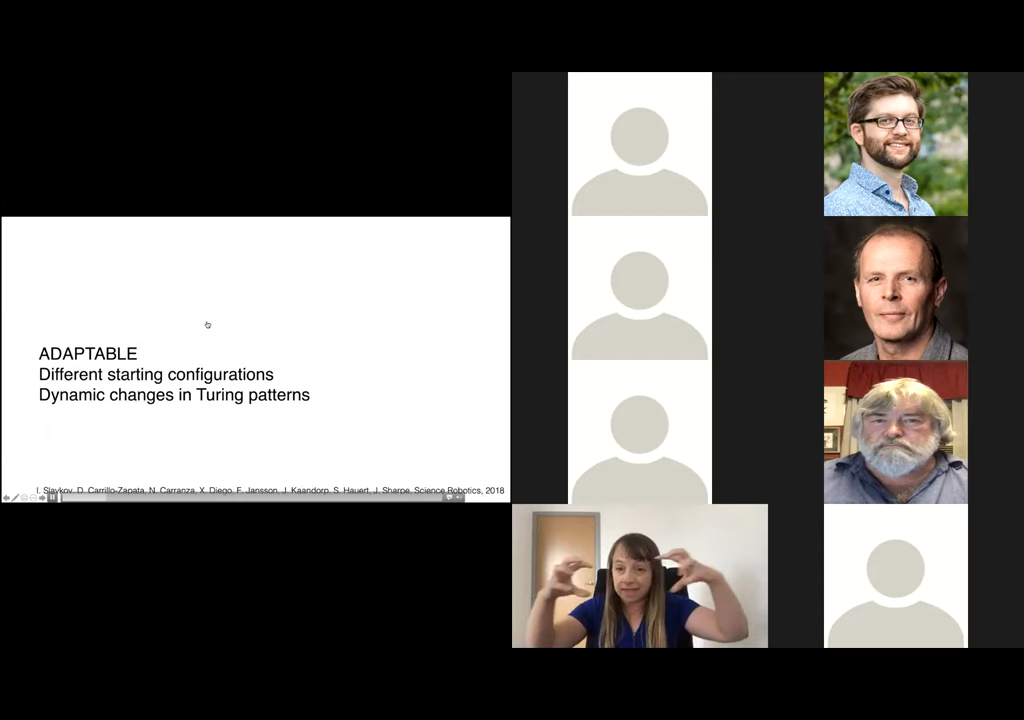 ADAPTABLE
Different starting configurations
Dynamic changes in Turing patterns
I. Slavkov, D. Carrillo-Zapata, N. Carranza, X. Diego, F. Jansson, J. Kaandorp, S. Hauert, J. Sharpe, Science Robotics, 2018